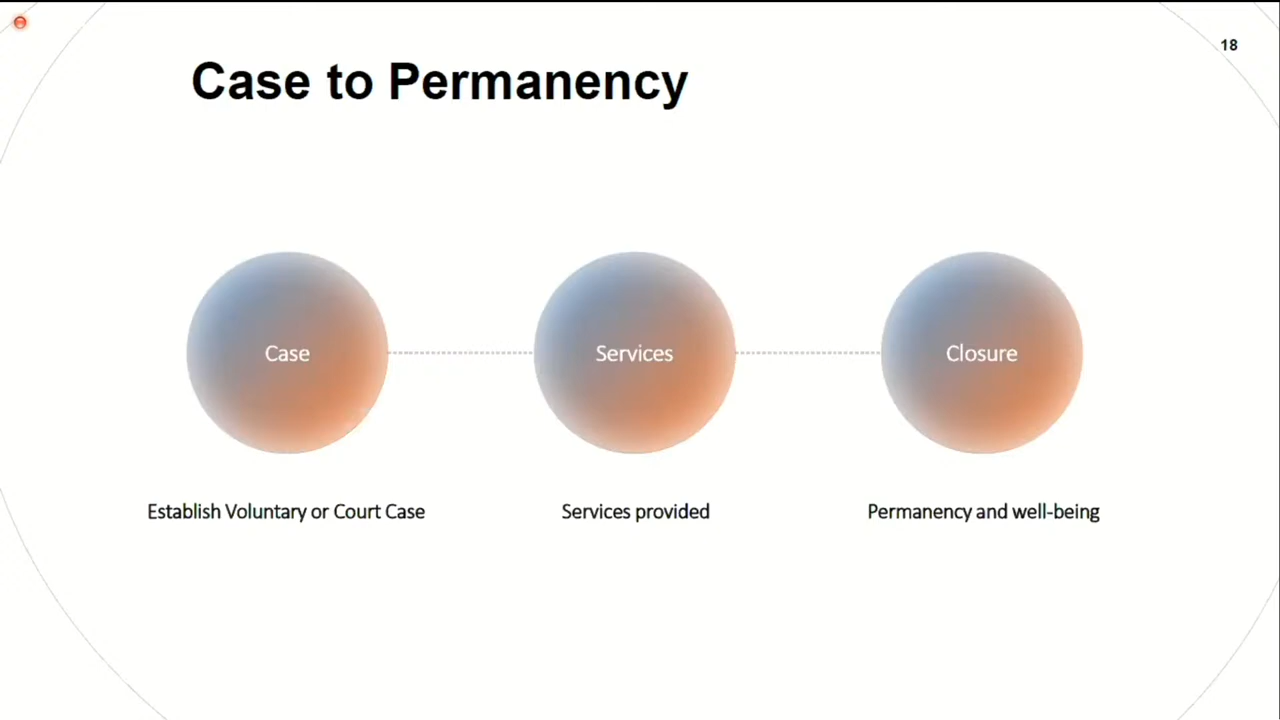 18
Case to Permanency
Case
Services
Closure
Establish Voluntary or Court Case
Services provided
Permanency and well-being